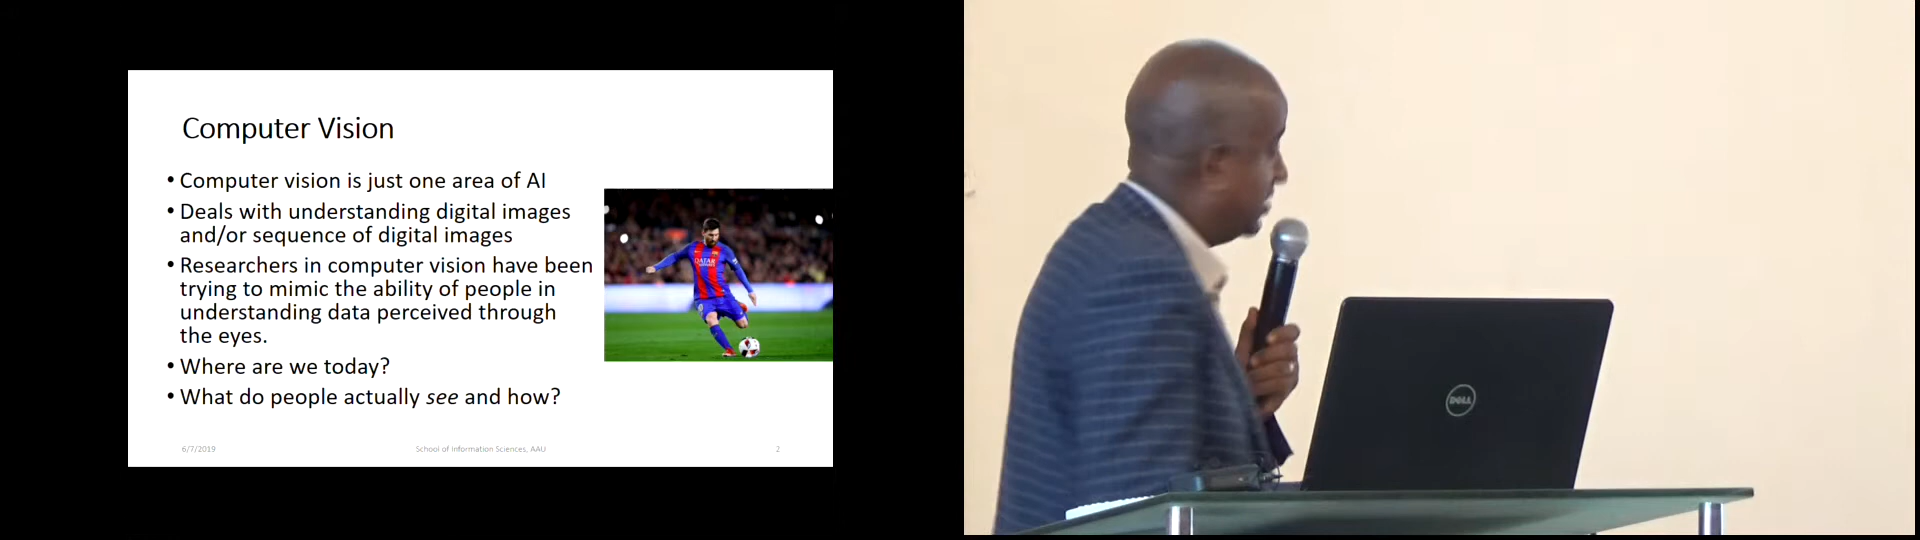 Computer Vision
• Computer vision is just one area of AI
• Deals with understanding digital images
and/or sequence of digital images
• Researchers in computer vision have been
trying to mimic the ability of people in
understanding data perceived through
the eyes.
• Where are we today?
• What do people actually see and how?
QATAR
6/7/2019
School of Information Sciences, AAU
2
DELL